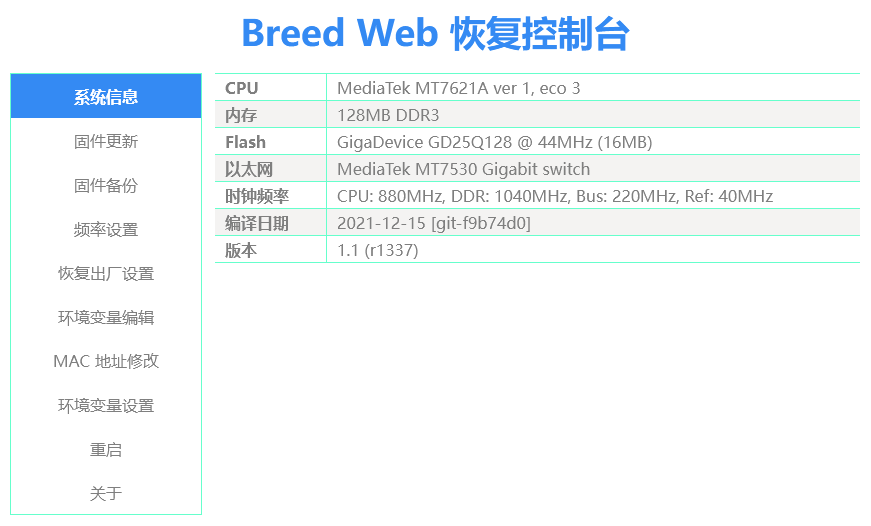 Breed Web 恢复控制台
系统信息
固件更新
固件备份
频率设置
恢复出厂设置
环境变量编辑
MAC 地址修改
环境变量设置
重启
关于
CPU MediaTek MT7621A ver 1, eco 3
内存 128MB DDR3
Flash GigaDevice GD25Q128 @ 44MHz (16MB)
以太网 MediaTek MT7530 Gigabit switch
时钟频率 CPU: 880MHz, DDR: 1040MHz, Bus: 220MHz, Ref: 40MHz
编译日期 2021-12-15 [git-f9b74d0]
版本 1.1 (r1337)